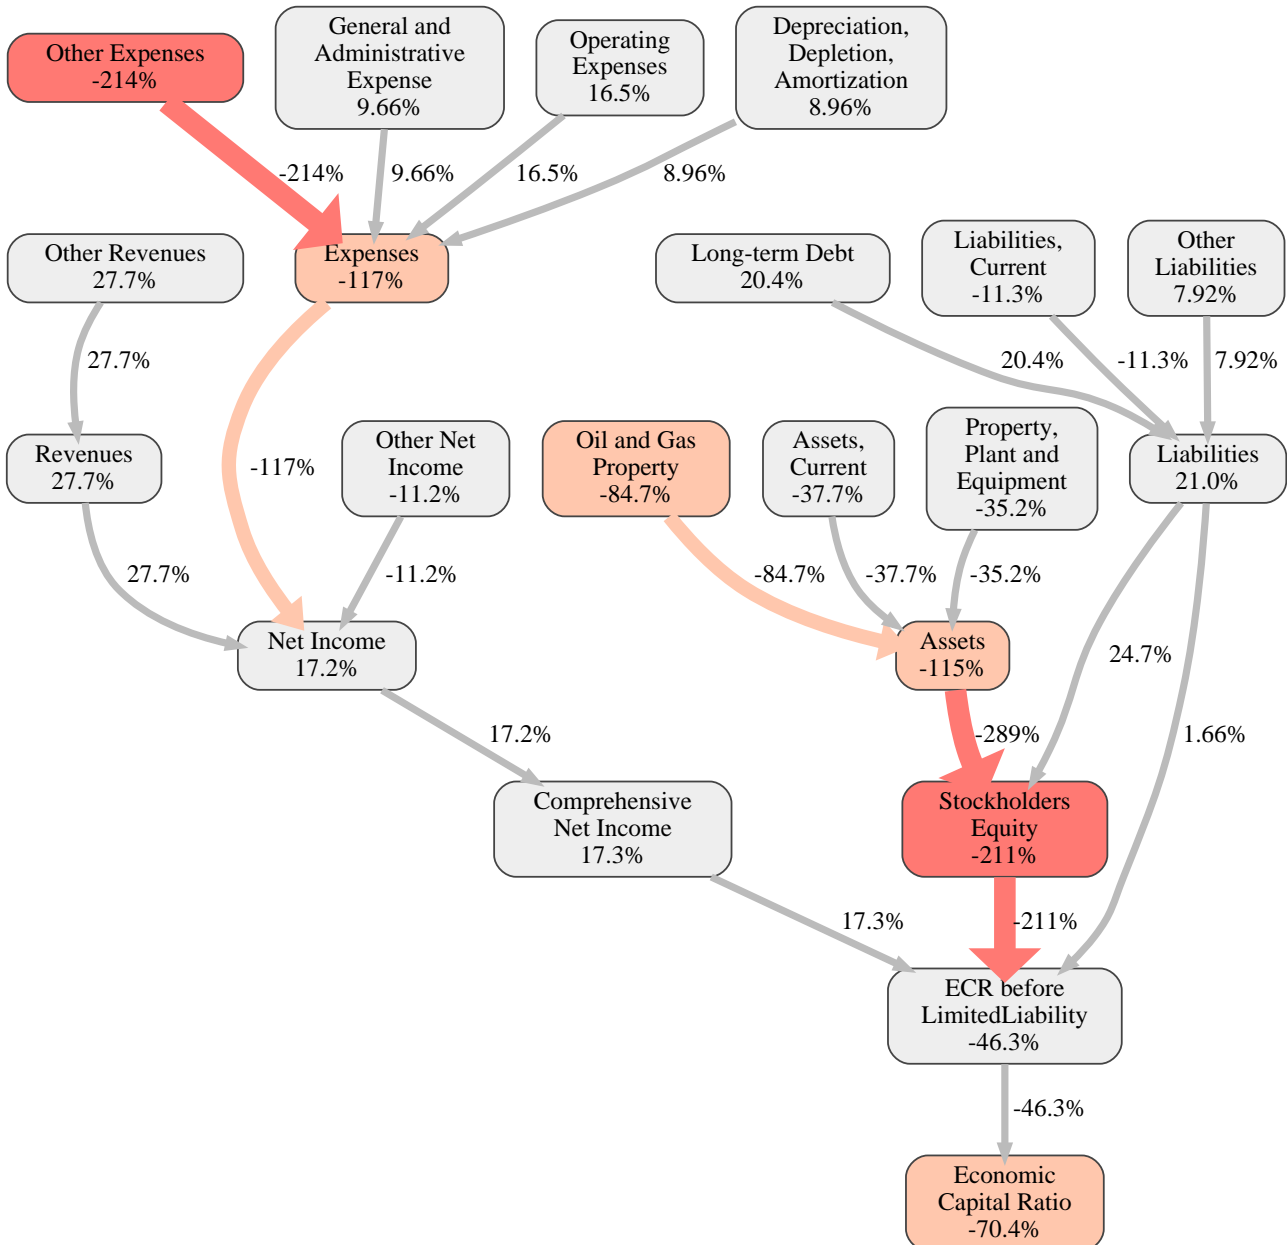 Other Expenses
-214%
General and
Administrative
Expense
9.66%
Operating
Expenses
16.5%
Depreciation,
Depletion,
Amortization
8.96%
-214%
9.66%
16.5%
8.96%
Other Revenues
27.7%
Expenses
-117%
Long-term Debt
20.4%
Liabilities,
Current
-11.3%
Other
Liabilities
7.92%
27.7%
20.4%
-11.3%
7.92%
Revenues
27.7%
-117%
Other Net
Income
-11.2%
Oil and Gas
Property
-84.7%
Assets,
Current
-37.7%
Property,
Plant and
Equipment
-35.2%
Liabilities
21.0%
27.7%
-11.2%
-84.7%
-37.7%
-35.2%
Net Income
17.2%
Assets
-115%
24.7%
17.2%
-289%
1.66%
Comprehensive
Net Income
17.3%
Stockholders
Equity
-211%
17.3%
-211%
ECR before
LimitedLiability
-46.3%
-46.3%
Economic
Capital Ratio
-70.4%